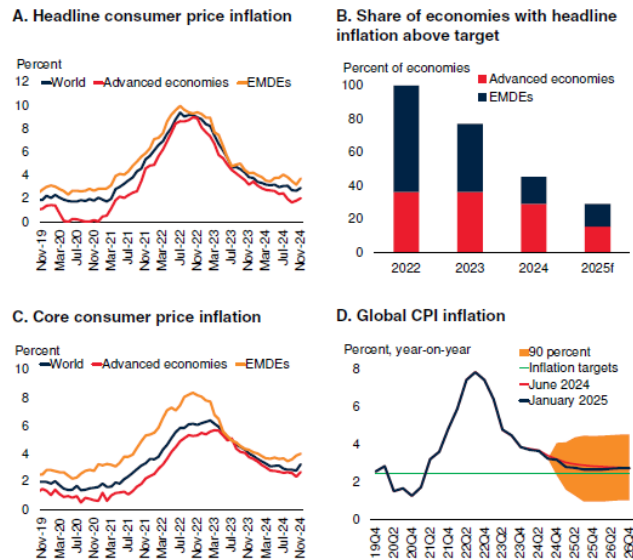 A. Headline consumer price inflation
Percent
World Advanced economies EMDEs
12
10
8
6
4
2
0
Nov-19
Mar-20
Jul-20
Nov-20
Mar-21
Jul-21
Nov-21
Mar-22
Jul-22
Nov-22
Mar-23
Jul-23
Nov-23
Mar-24
Jul-24
Nov-24
B. Share of economies with headline
inflation above target
Percent of economies
Advanced economies
EMDEs
100
80
60
40
20
0
2022 2023 2024 2025f
C. Core consumer price inflation
Percent
World Advanced economies EMDEs
10
8
6
4
2
0
Nov-19
Mar-20
Jul-20
Nov-20
Mar-21
Jul-21
Nov-21
Mar-22
Jul-22
Nov-22
Mar-23
Jul-23
Nov-23
Mar-24
Jul-24
Nov-24
D. Global CPI inflation
Percent, year-on-year
90 percent
Inflation targets
June 2024
January 2025
8
6
4
2
0
19Q4
20Q2
20Q4
21Q2
21Q4
22Q2
22Q4
23Q2
23Q4
24Q2
24Q4
25Q2
25Q4
26Q2
26Q4